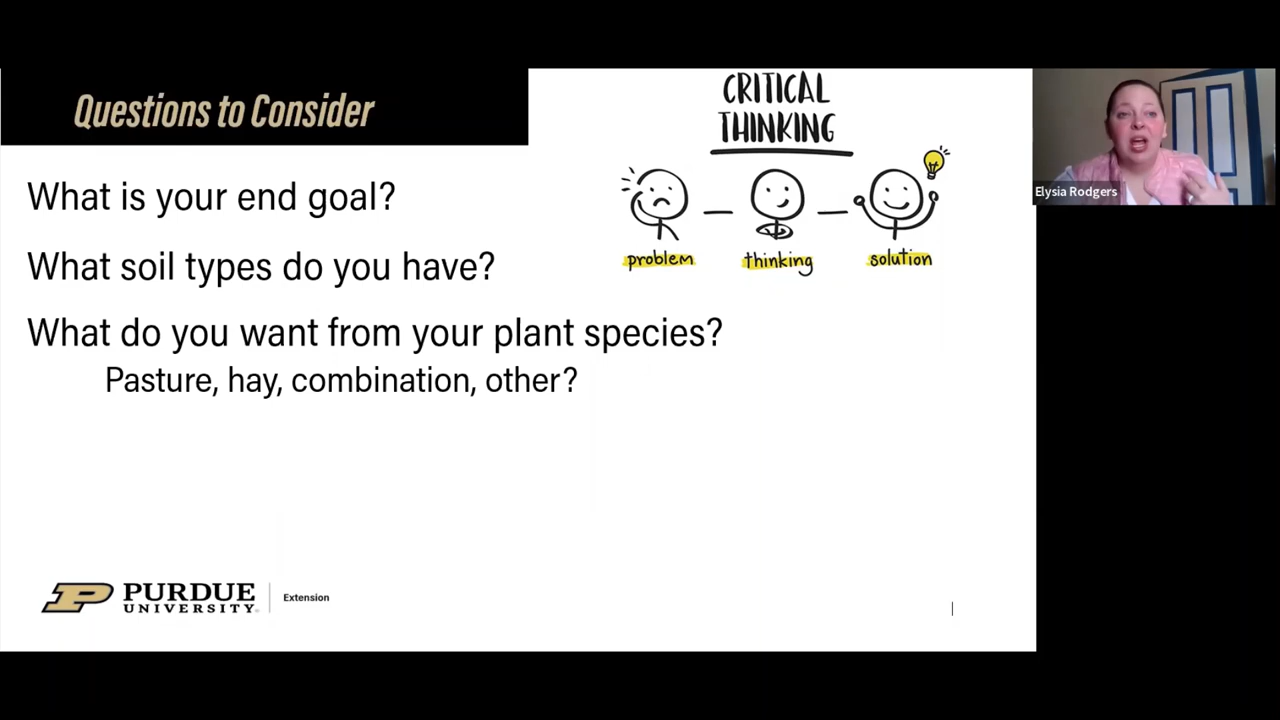 Questions to Consider
CRITICAL
THINKING
problem
thinking
solution
What is your end goal?
What soil types do you have?
What do you want from your plant species?
Pasture, hay, combination, other?
PURDUE
UNIVERSITY
Extension
Elysia Rodgers